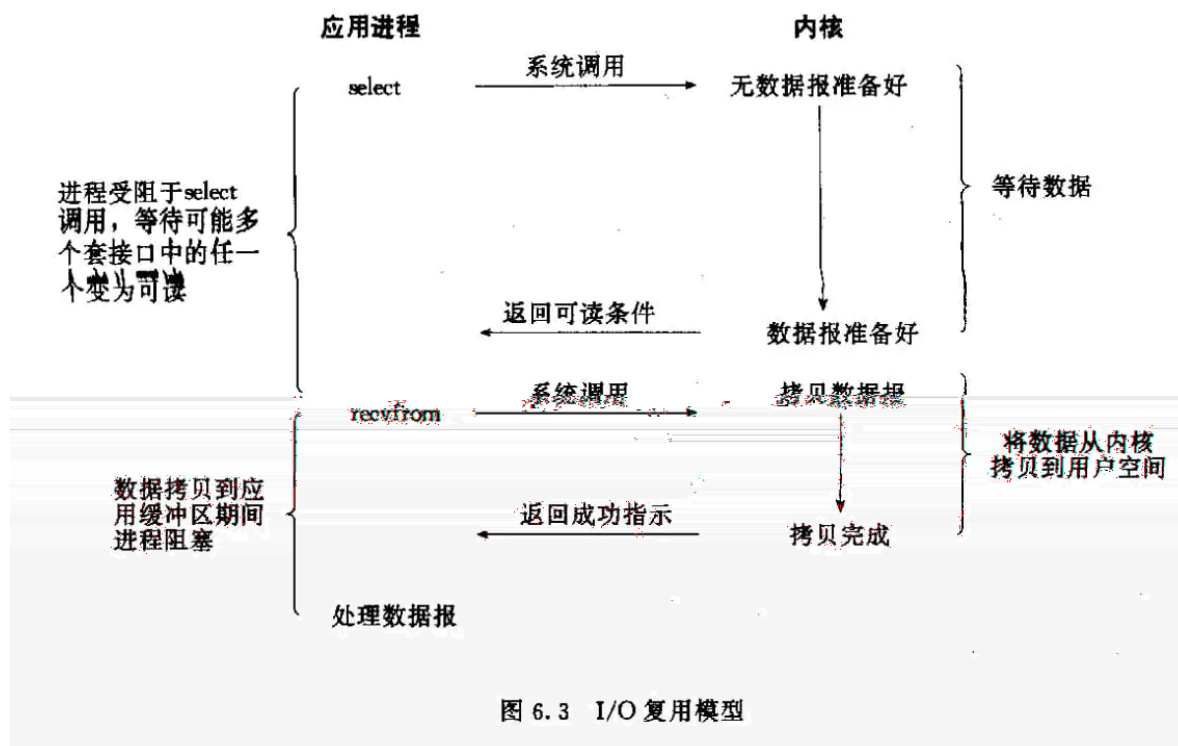 应用进程 内核
系统调用
select 无数据报准备好
进程受阻于select
调用，等待可能多
个套接口中的任一
个变为可读
等待数据
返回可读条件
数据报准备好
系统调用 拷贝数据报
recvfrom
将数据从内核
拷贝到用户空间
数据拷贝到应
用缓冲区期间
进程阻塞
返回成功指示
拷贝完成
处理数据报
图 6.3 I/O 复用模型